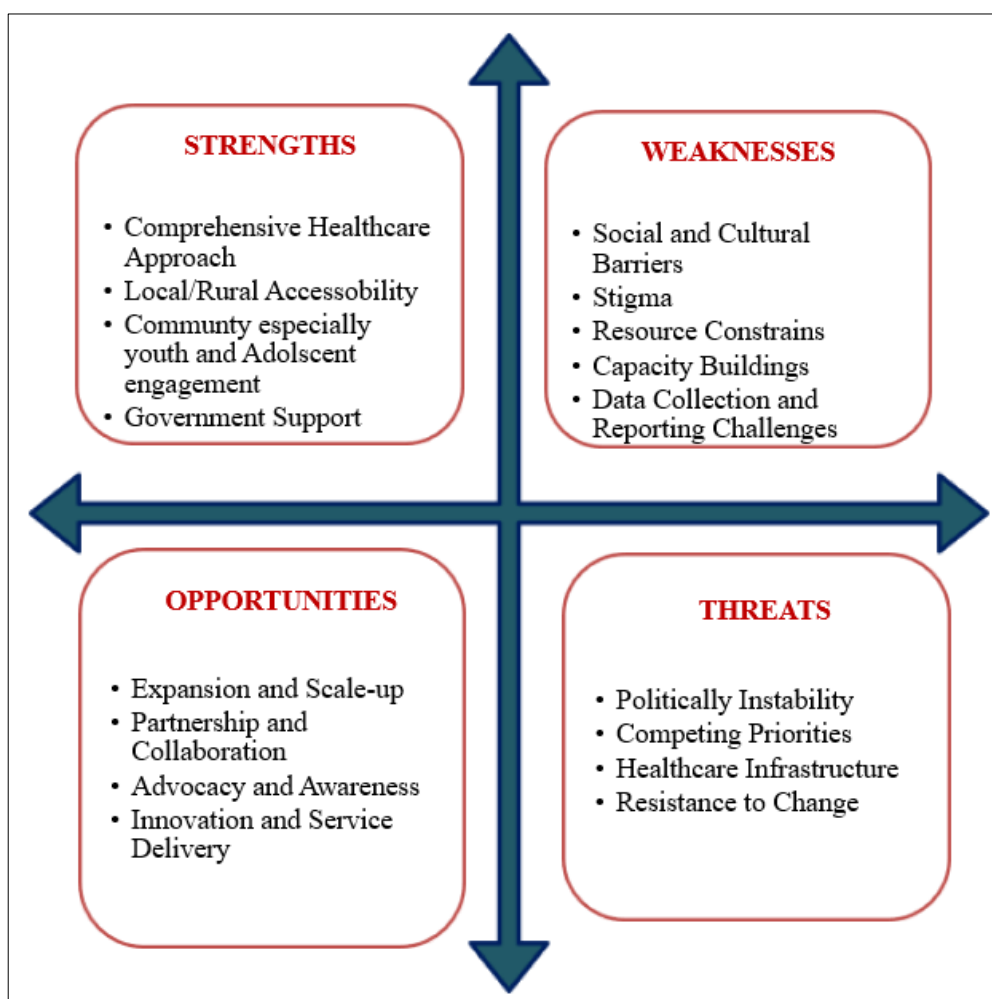 STRENGTHS
• Comprehensive Healthcare
Approach
• Local/Rural Accessobility
• Communty especially
youth and Adolscent
engagement
• Government Support
WEAKNESSES
• Social and Cultural
Barriers
• Stigma
• Resource Constrains
• Capacity Buildings
• Data Collection and
Reporting Challenges
OPPORTUNITIES
• Expansion and Scale-up
• Partnership and
Collaboration
• Advocacy and Awareness
• Innovation and Service
Delivery
THREATS
• Politically Instability
• Competing Priorities
• Healthcare Infrastructure
• Resistance to Change